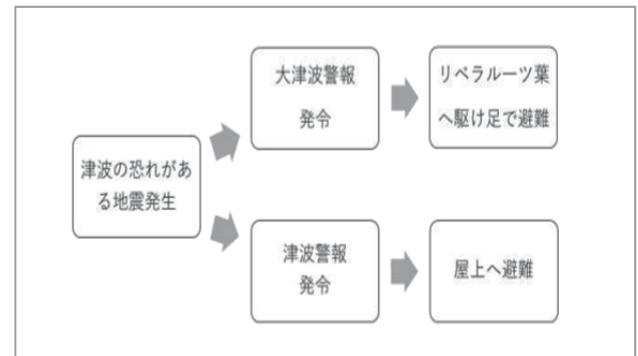 津波の恐れがあ
る地震発生
大津波警報
発令
リベラルーツ葉
へ駆け足で避難
津波警報
発令
屋上へ避難